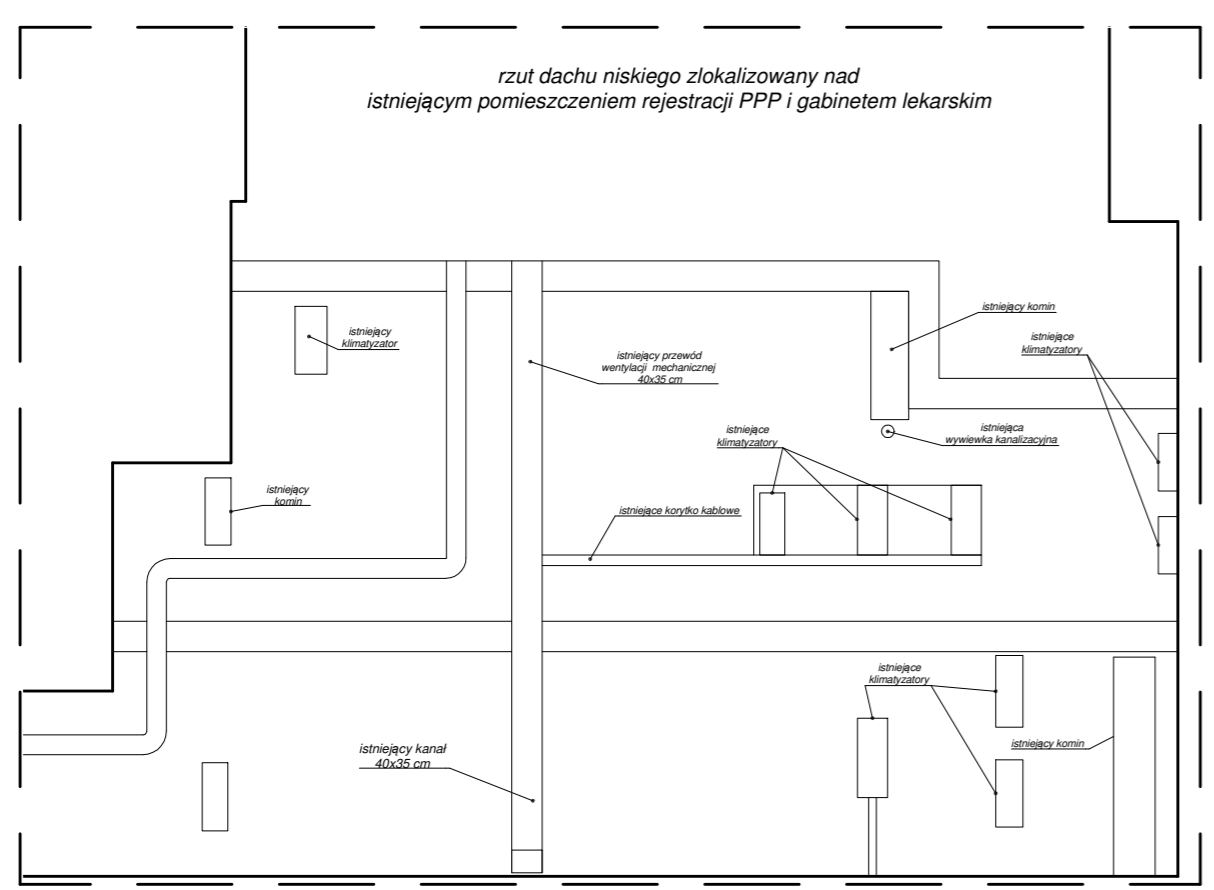 rzut dachu niskiego zlokalizowany nad
istniejącym pomieszczeniem rejestracji PPP i gabinetem lekarskim
istniejący komin
istniejący
klimatyzator
istniejące
klimatyzatory
istniejący przewód
wentylacji mechanicznej
40x35 cm
istniejące
klimatyzatory
istniejąca
wywiewka kanalizacyjna
istniejący
komin
istniejące korytko kablowe
istniejące
klimatyzatory
istniejący kanał
40x35 cm
istniejący komin